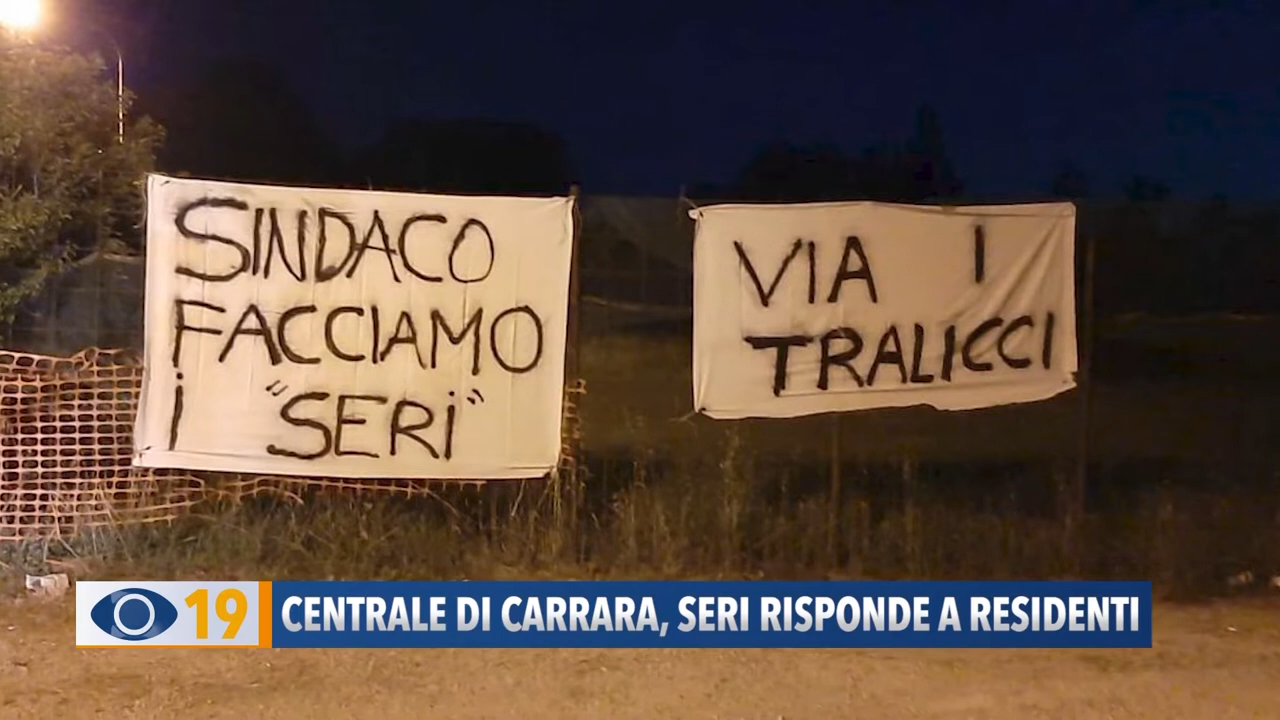 SINDACO
FACCIAMO
i "SERi"
VIA I
TRALICCI
19
CENTRALE DI CARRARA, SERI RISPONDE A RESIDENTI